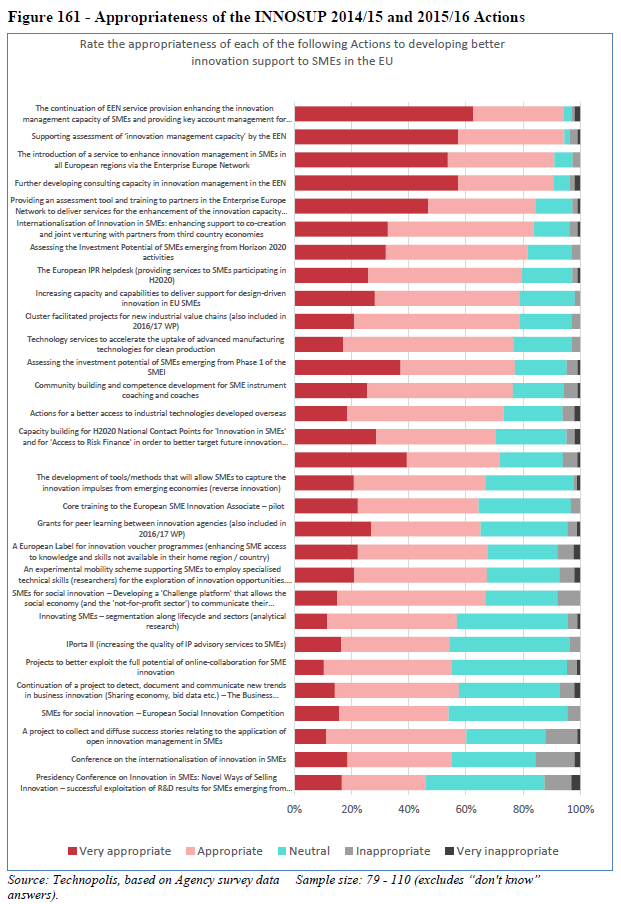 Figure 161 - Appropriateness of the INNOSUP 2014/15 and 2015/16 Actions
Rate the appropriateness of each of the following Actions to developing better
innovation support to SMEs in the EU
The continuation of EEN service provision enhancing the innovation
management capacity of SMEs and providing key account management for...
Supporting assessment of 'innovation management capacity' by the EEN
The introduction of a service to enhance innovation management in SMEs in
all European regions via the Enterprise Europe Network
Further developing consulting capacity in innovation management in the EEN
Providing an assessment tool and training to partners in the Enterprise Europe
Network to deliver services for the enhancement of the innovation capacity...
Internationalisation of Innovation in SMEs: enhancing support to co-creation
and joint venturing with partners from third country economies
Assessing the Investment Potential of SMEs emerging from Horizon 2020
activities
The European IPR helpdesk (providing services to SMEs participating in
H2020)
Increasing capacity and capabilities to deliver support for design-driven
innovation in EU SMEs
Cluster facilitated projects for new industrial value chains (also included in
2016/17 WP)
Technology services to accelerate the uptake of advanced manufacturing
technologies for clean production
Assessing the investment potential of SMEs emerging from Phase 1 of the
SMEI
Community building and competence development for SME instrument
coaching and coaches
Actions for a better access to industrial technologies developed overseas
Capacity building for H2020 National Contact Points for 'Innovation in SMEs'
and for 'Access to Risk Finance' in order to better target future innovation...
The development of tools/methods that will allow SMEs to capture the
innovation impulses from emerging economies (reverse innovation)
Core training to the European SME Innovation Associate – pilot
Grants for peer learning between innovation agencies (also included in
2016/17 WP)
A European Label for innovation voucher programmes (enhancing SME access
to knowledge and skills not available in their home region / country)
An experimental mobility scheme supporting SMEs to employ specialised
technical skills (researchers) for the exploration of innovation opportunities....
SMEs for social innovation – Developing a 'Challenge platform' that allows the
social economy (and the 'not-for-profit sector') to communicate their...
Innovating SMEs – segmentation along lifecycle and sectors (analytical
research)
IPorta II (increasing the quality of IP advisory services to SMEs)
Projects to better exploit the full potential of online-collaboration for SME
innovation
Continuation of a project to detect, document and communicate new trends
in business innovation (Sharing economy, bid data etc.) – The Business...
SMEs for social innovation – European Social Innovation Competition
A project to collect and diffuse success stories relating to the application of
open innovation management in SMEs
Conference on the internationalisation of innovation in SMEs
Presidency Conference on Innovation in SMEs: Novel Ways of Selling
Innovation – successful exploitation of R&D results for SMEs emerging from...
0% 20% 40% 60% 80% 100%
Very appropriate Appropriate Neutral Inappropriate Very inappropriate
Source: Technopolis, based on Agency survey data Sample size: 79 - 110 (excludes "don't know"
answers).